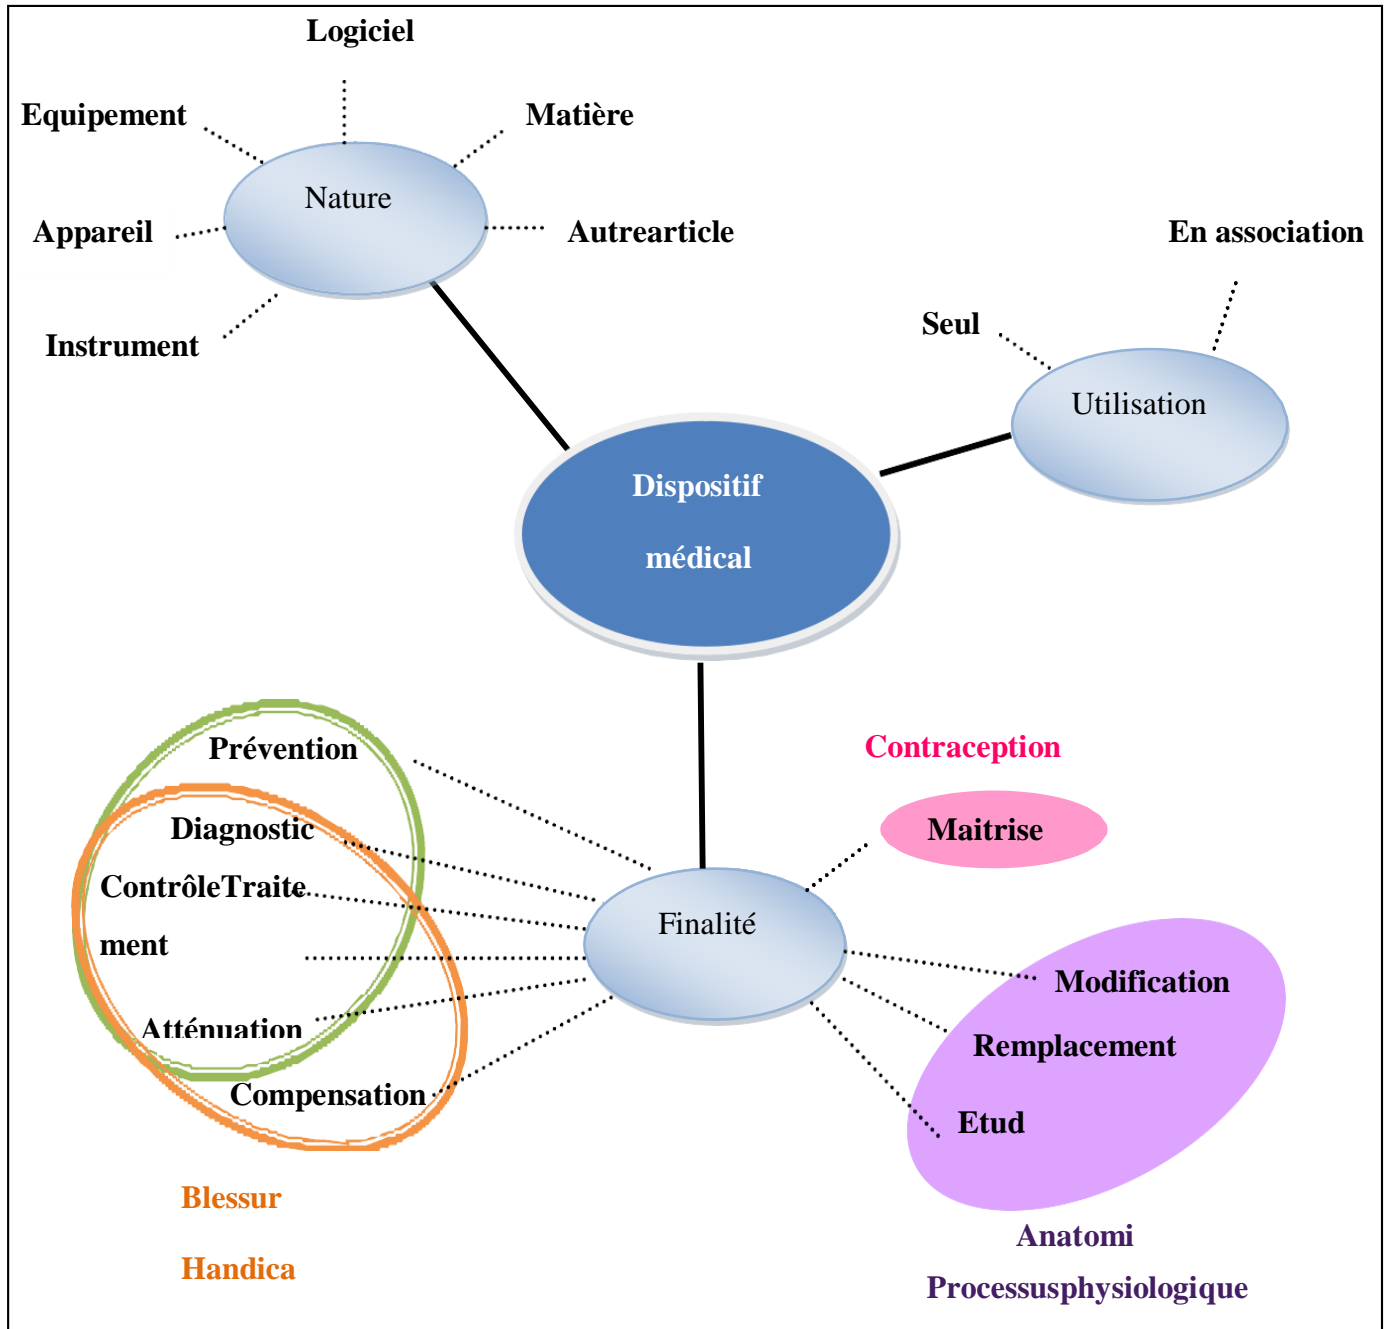 Logiciel
Equipement
Matière
Nature
Appareil
Autrearticle
Instrument
En association
Seul
Utilisation
Dispositif
médical
Prévention
Contraception
Diagnostic
Maitrise
ContrôleTraite
ment
Finalité
Modification
Atténuation
Remplacement
Compensation
Etud
Blessur
Handica
Anatomi
Processusphysiologique